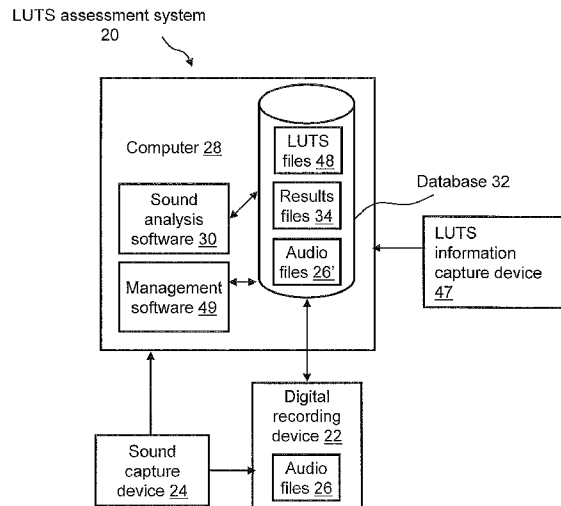 LUTS assessment system
20
Computer 28
LUTS
files 48
Results
files 34
Audio
files 26'
Sound
analysis
software 30
Management
software 49
Database 32
LUTS
information
capture device
47
Digital
recording
device 22
Audio
files 26
Sound
capture
device 24